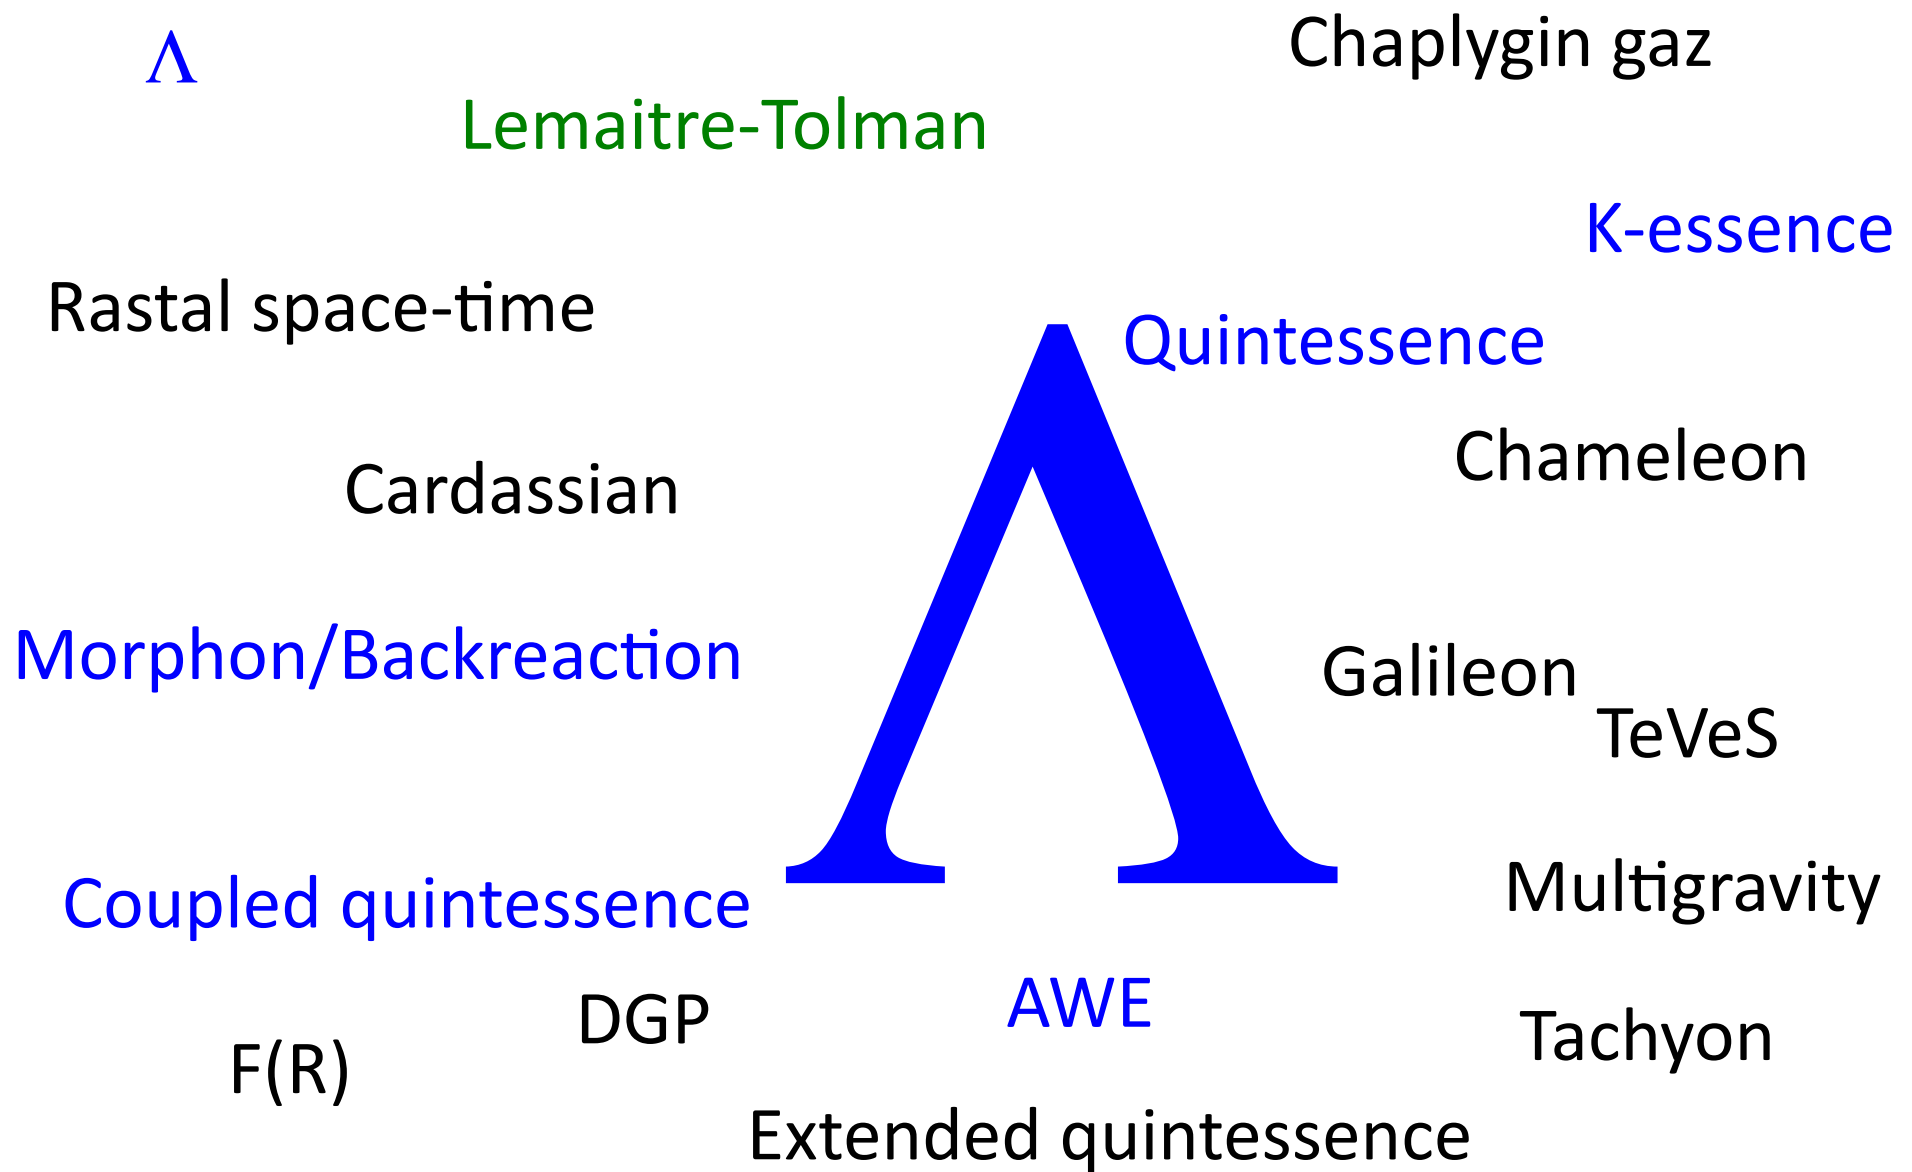 Λ
Chaplygin gaz
Lemaitre-Tolman
K-essence
Rastal space-time
Quintessence
Λ
Cardassian
Chameleon
Morphon/Backreaction
Galileon
TeVeS
Coupled quintessence
Multigravity
AWE
DGP
Tachyon
F(R)
Extended quintessence